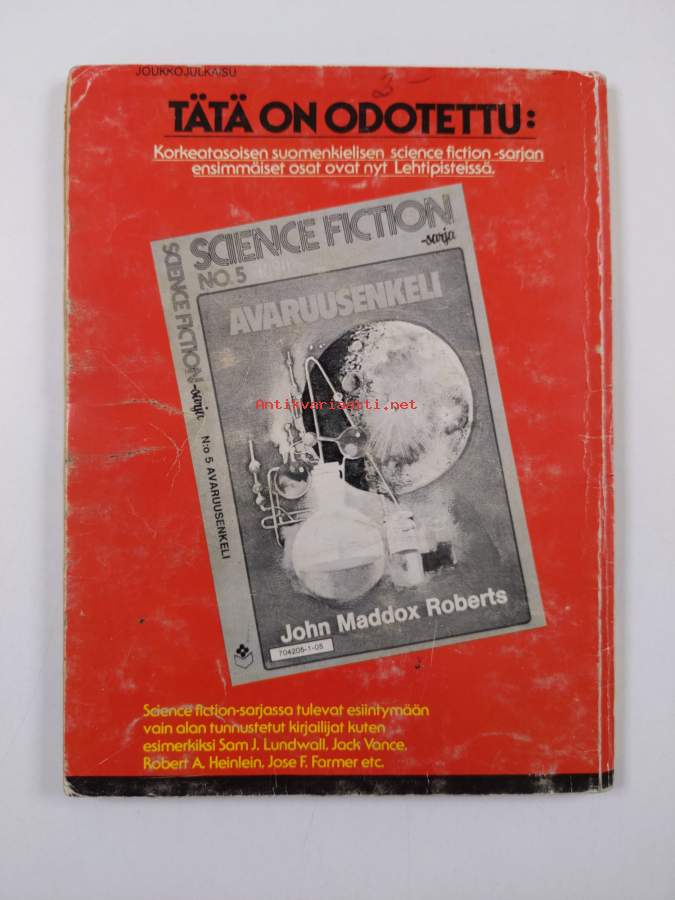 JOUKKOJULKAISU
3-
TÄTÄ ON ODOTETTU:
Korkeatasoisen suomenkielisen science fiction -sarjan
ensimmäiset osat ovat nyt Lehtipisteissä.
SCIENCE FICTION
-sarja
NO.5
AVARUUSENKELI
SCIENCE FICTION -sarja N:o 5 AVARUUSENKELI
Antikvariaatti.net
John Maddox Roberts
704205-1-05
Science fiction-sarjassa tulevat esiintymään
vain alan tunnustetut kirjailijat kuten
esimerkiksi Sam J. Lundwall, Jack Vance,
Robert A. Heinlein, Jose F. Farmer etc.